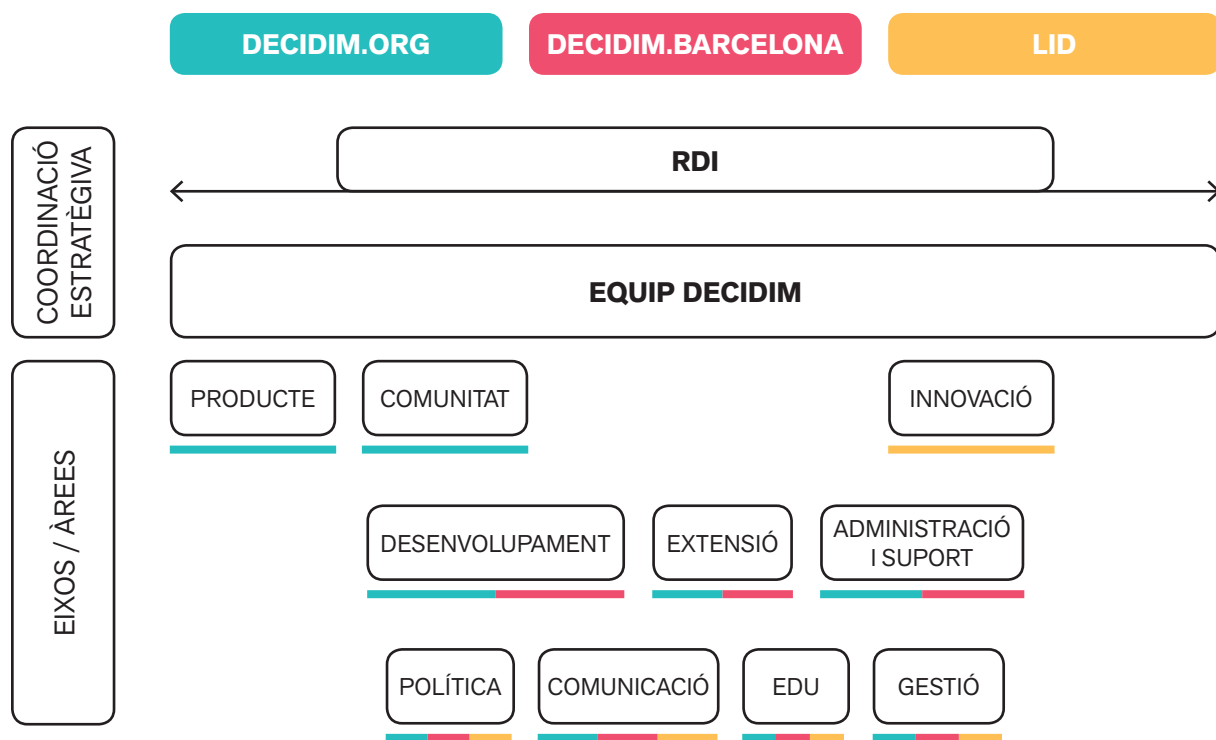 DECIDIM.ORG
DECIDIM.BARCELONA
LID
COORDINACIÓ
ESTRATÈGIVA
RDI
EQUIP DECIDIM
EIXOS / ÀREES
PRODUCTE
COMUNITAT
INNOVACIÓ
DESENVOLUPAMENT
EXTENSIÓ
ADMINISTRACIÓ
I SUPORT
POLÍTICA
COMUNICACIÓ
EDU
GESTIÓ